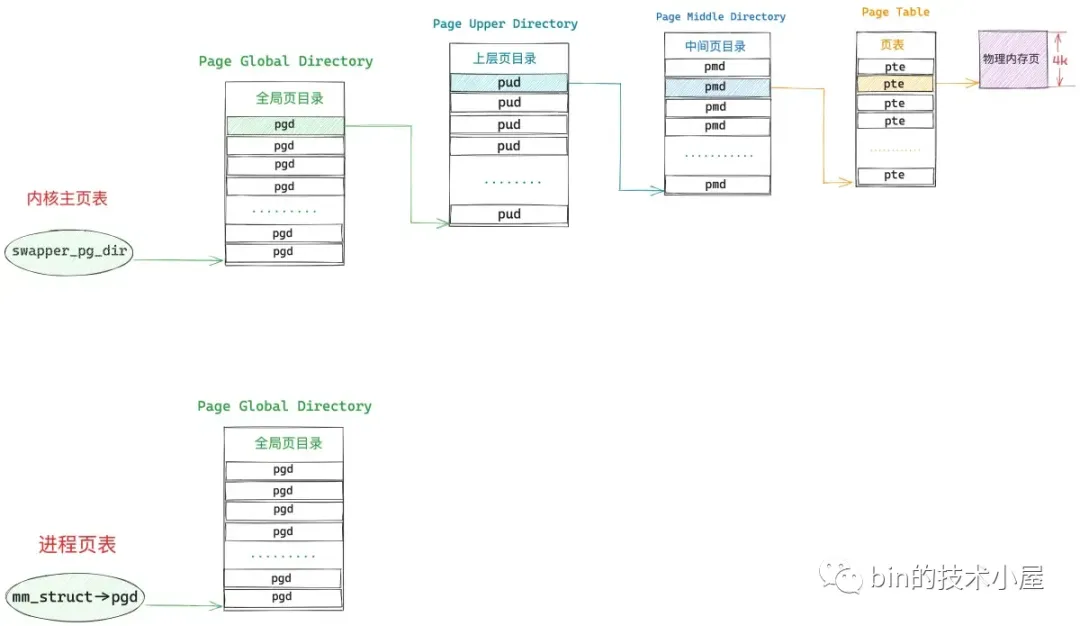 Page Global Directory
全局页目录
pgd
pgd
pgd
pgd
.........
pgd
pgd
内核主页表
swapper_pg_dir
Page Upper Directory
上层页目录
pud
pud
pud
pud
........
pud
Page Middle Directory
中间页目录
pmd
pmd
pmd
pmd
...........
pmd
Page Table
页表
pte
pte
pte
pte
...........
pte
物理内存页
4k
Page Global Directory
全局页目录
pgd
pgd
pgd
pgd
.........
pgd
pgd
进程页表
mm_struct→pgd
bin的技术小屋